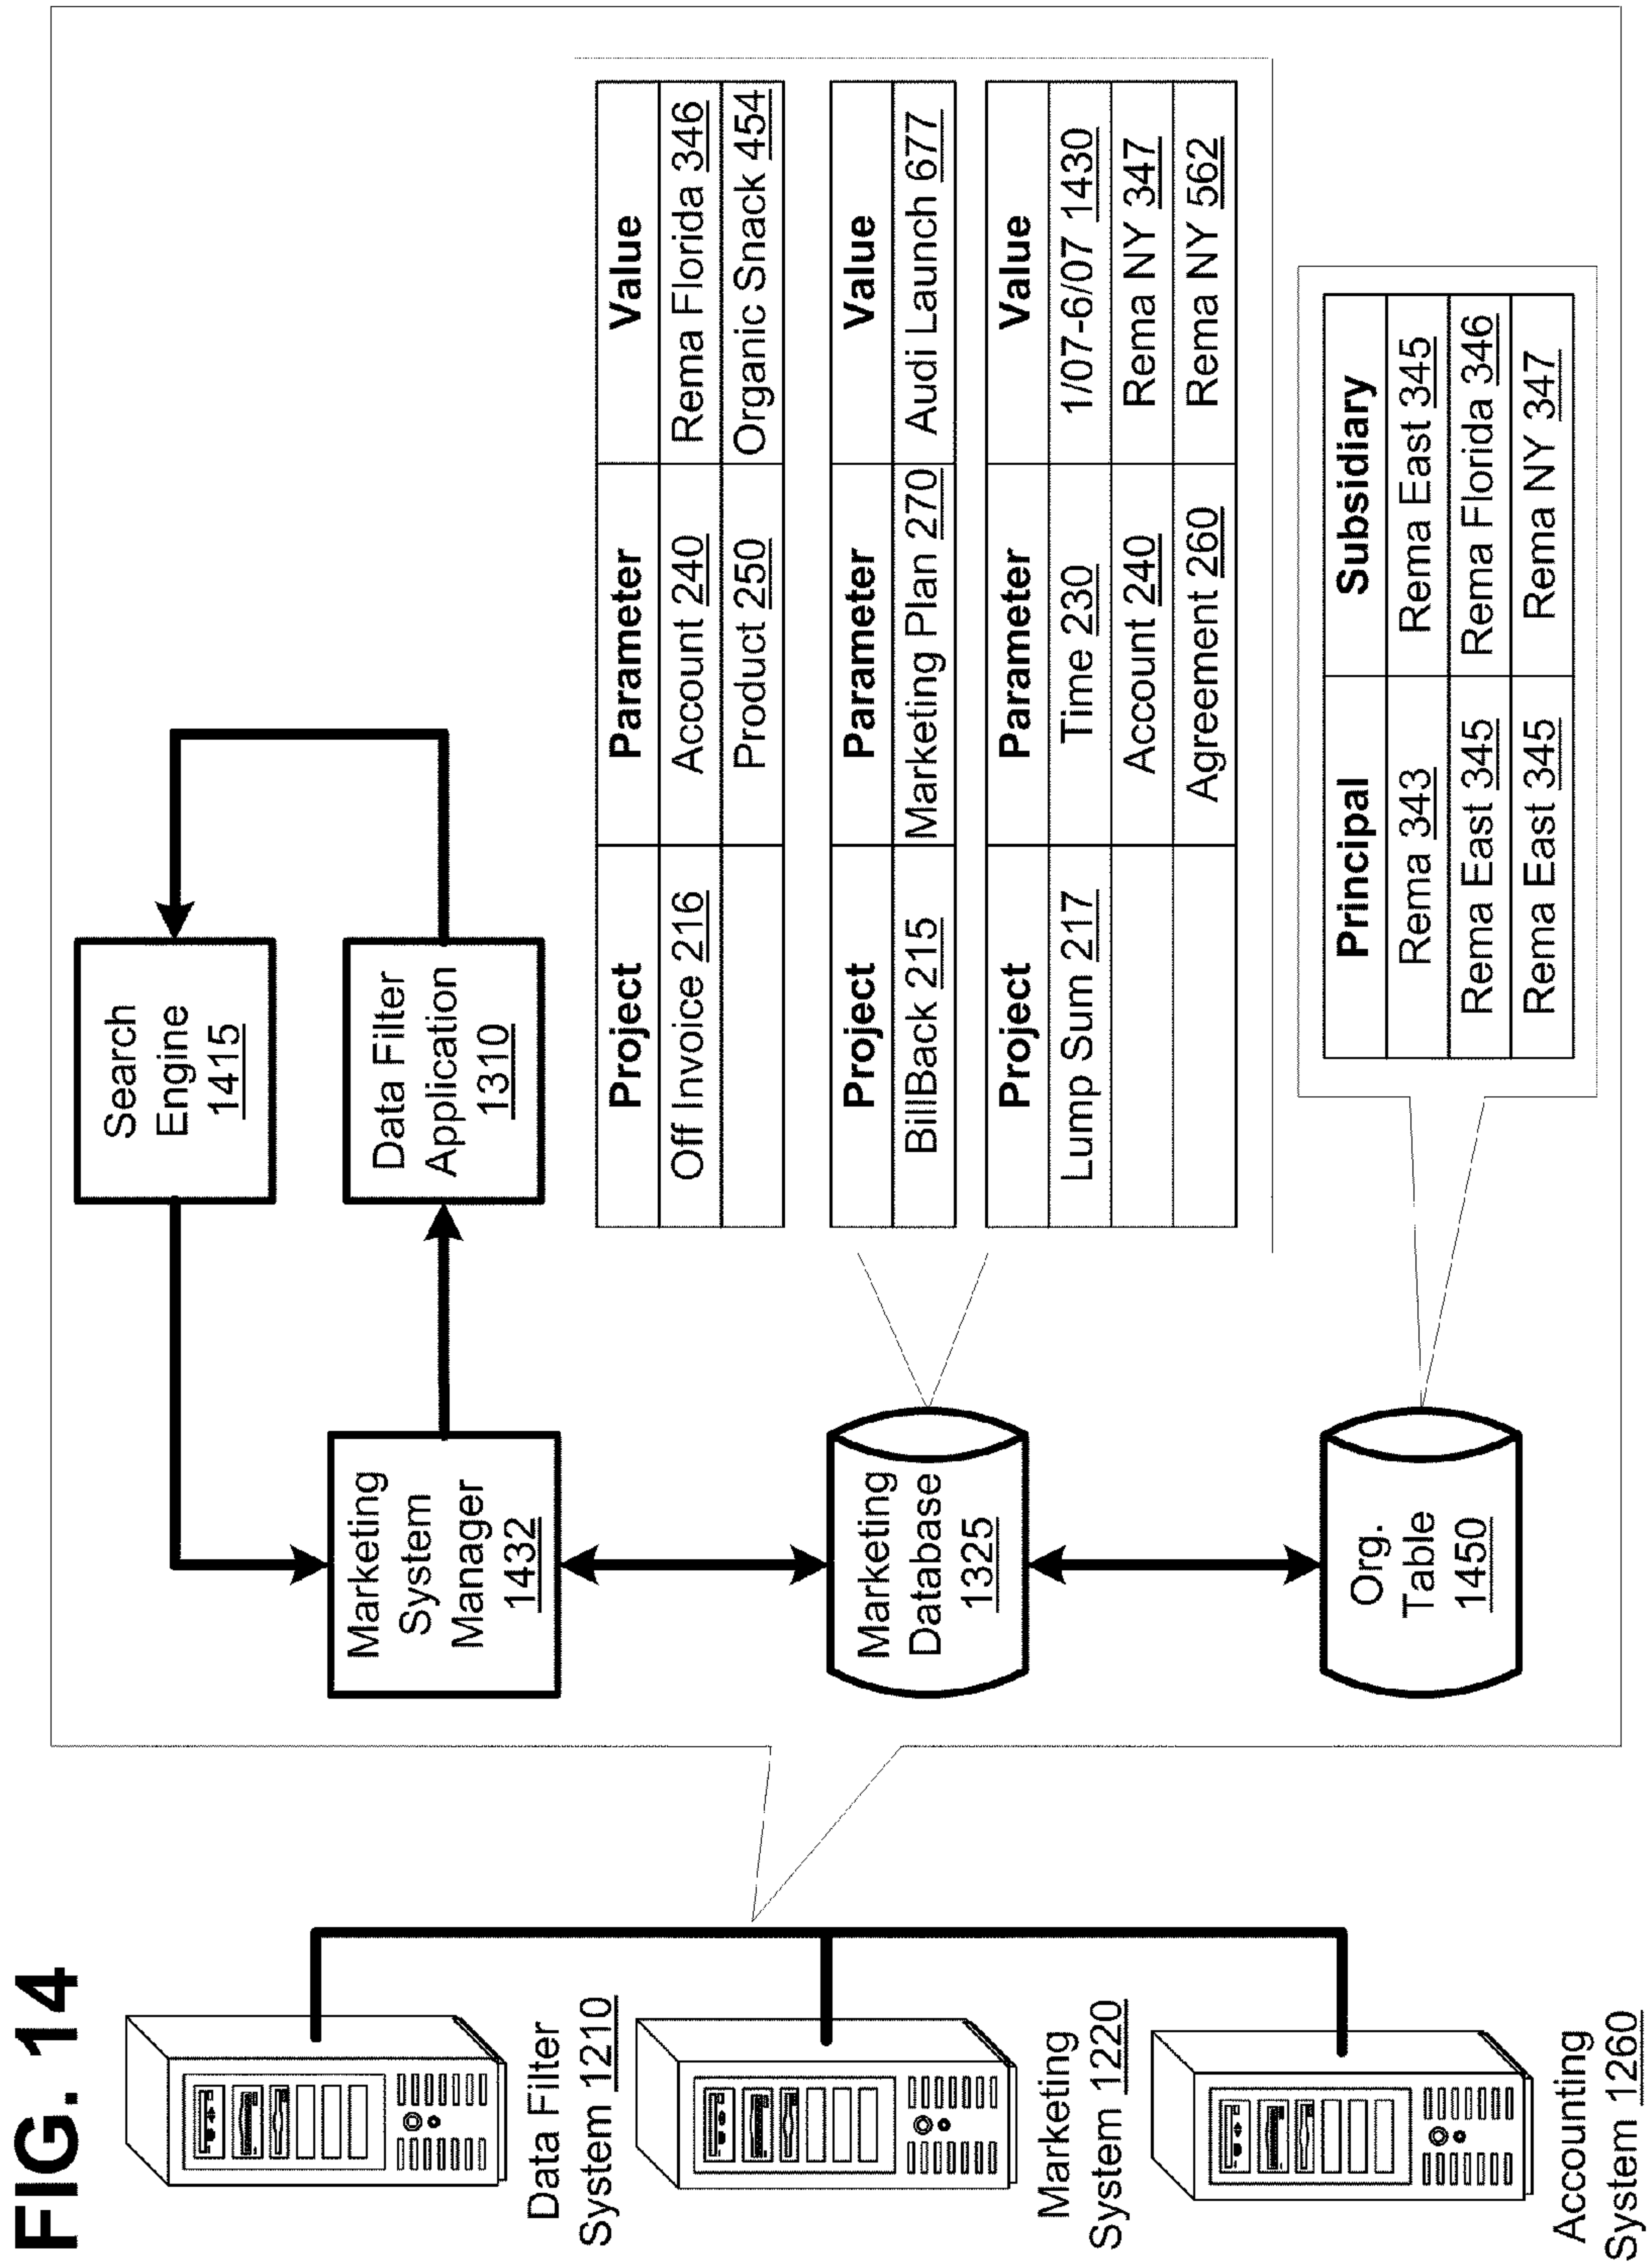 FIG. 14
Data Filter
System 1210
Marketing
System 1220
Accounting
System 1260
Search
Engine
1415
Data Filter
Application
1310
Marketing
System
Manager
1432
Marketing
Database
1325
Org.
Table
1450
Project Parameter Value
Off Invoice 216 Account 240 Rema Florida 346
Product 250 Organic Snack 454
Project Parameter Value
BillBack 215 Marketing Plan 270 Audi Launch 677
Project Parameter Value
Lump Sum 217 Time 230 1/07-6/07 1430
Account 240 Rema NY 347
Agreement 260 Rema NY 562
Principal Subsidiary
Rema 343 Rema East 345
Rema East 345 Rema Florida 346
Rema East 345 Rema NY 347